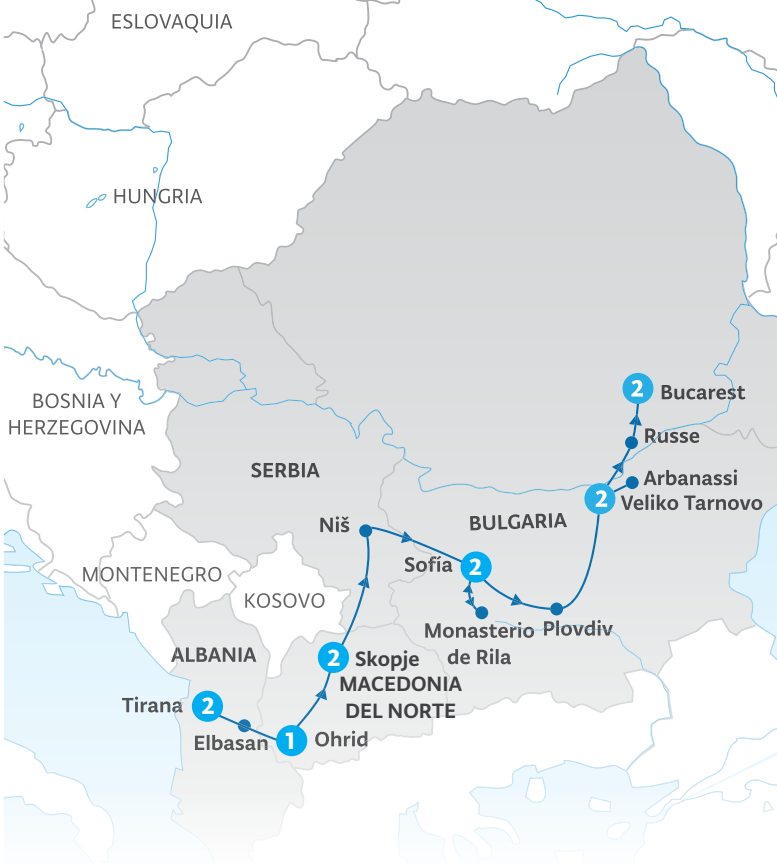 ESLOVAQUIA
HUNGRIA
2
Bucarest
BOSNIA Y
HERZEGOVINA
Russe
SERBIA
Arbanassi
2
Veliko Tarnovo
Niš
BULGARIA
Sofía
2
MONTENEGRO
KOSOVO
Monasterio
de Rila
Plovdiv
ALBANIA
2
Skopje
MACEDONIA
DEL NORTE
Tirana
2
Elbasan
1
Ohrid